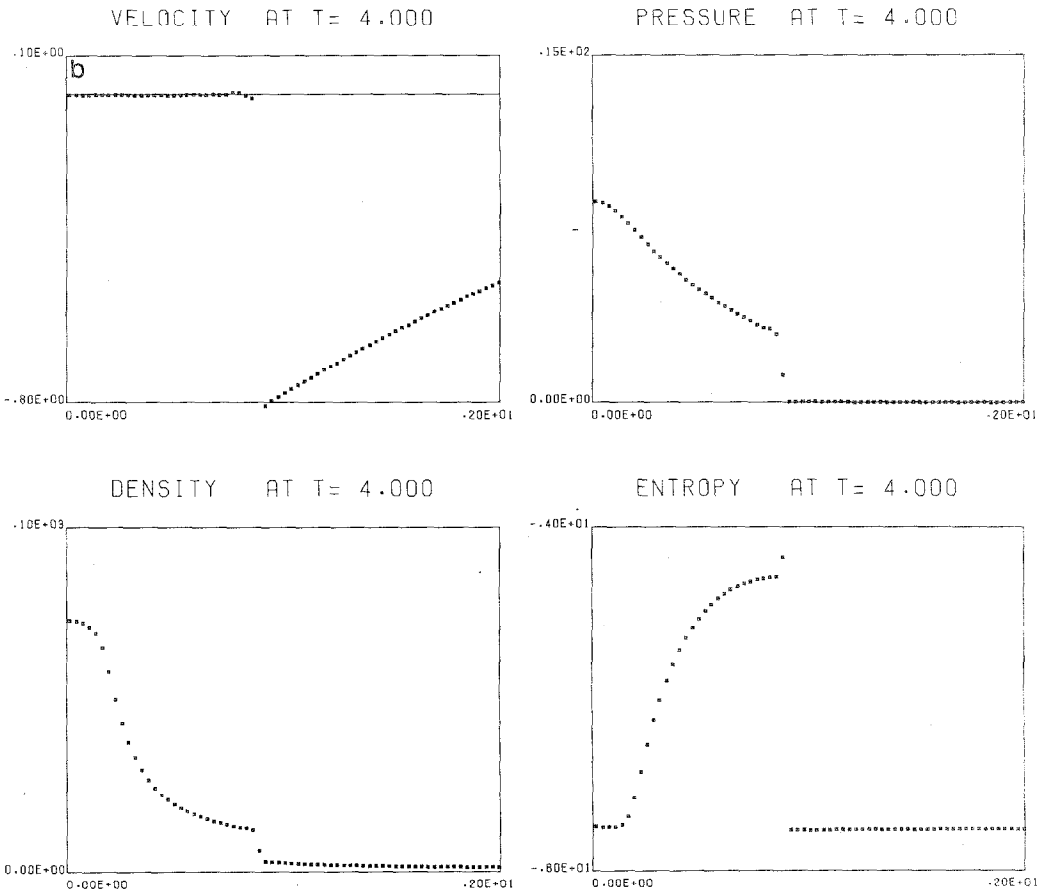 VELOCITY AT T= 4.000
PRESSURE AT T= 4.000
.10E+00
b
-.80E+00
0.00E+00
.20E+01
.15E+02
0.00E+00
0.00E+00
.20E+01
DENSITY AT T= 4.000
ENTROPY AT T= 4.000
.10E+03
0.00E+00
0.00E+00
.20E+01
-.40E+01
-.60E+01
0.00E+00
.20E+01